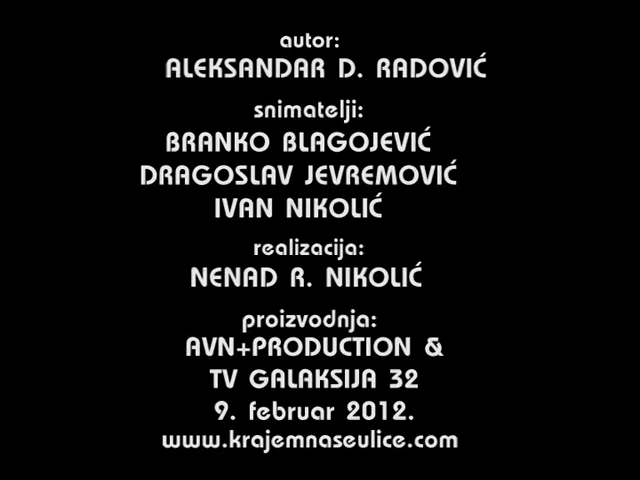 autor:
ALEKSANDAR D. RADOVIĆ
snimatelji:
BRANKO BLAGOJEVIĆ
DRAGOSLAV JEVREMOVIĆ
IVAN NIKOLIĆ
realizacija:
NENAD R. NIKOLIĆ
proizvodnja:
AVN+PRODUCTION &
TV GALAKSIJA 32
9. februar 2012.
www.krajemnaseulice.com